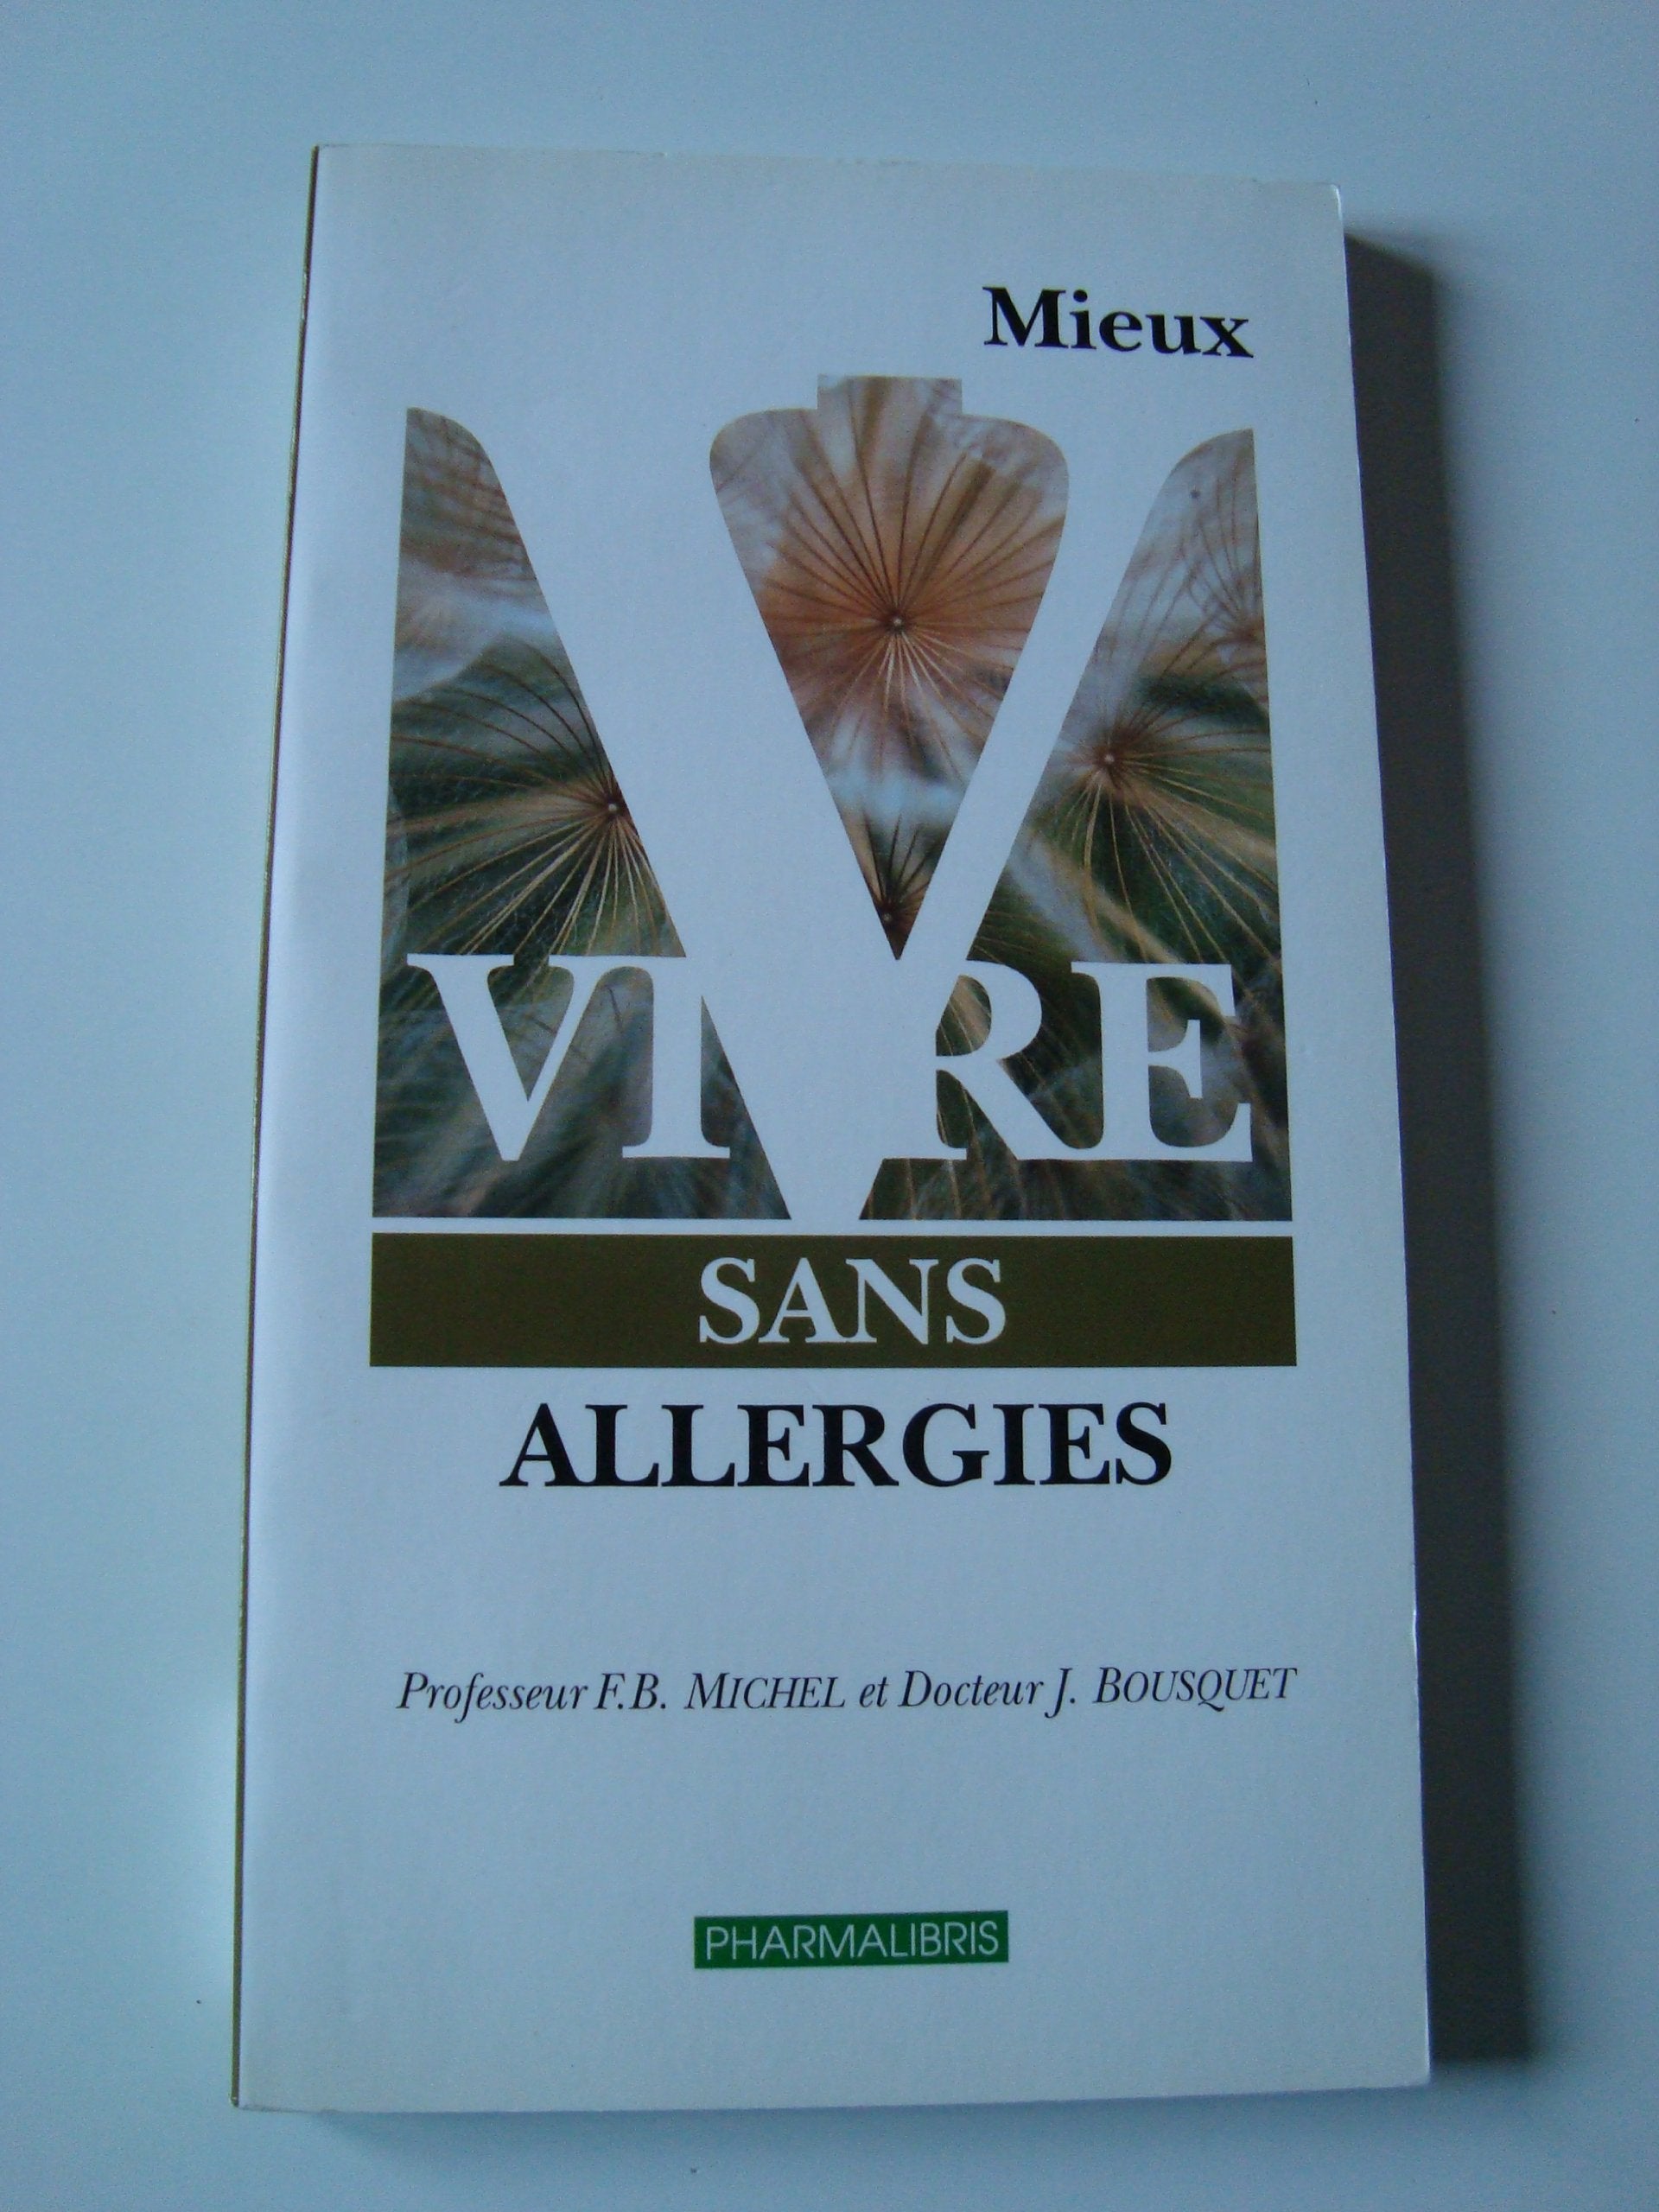 Mieux
VIVRE
SANS
ALLERGIES
Professeur F.B. MICHEL et Docteur J. BOUSQUET
PHARMALIBRIS